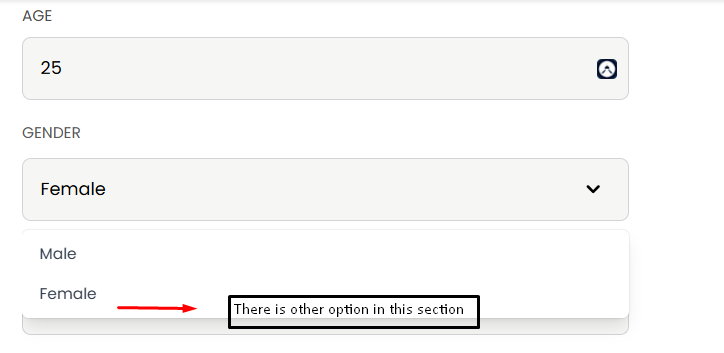 AGE
25
GENDER
Female
Male
Female
There is other option in this section